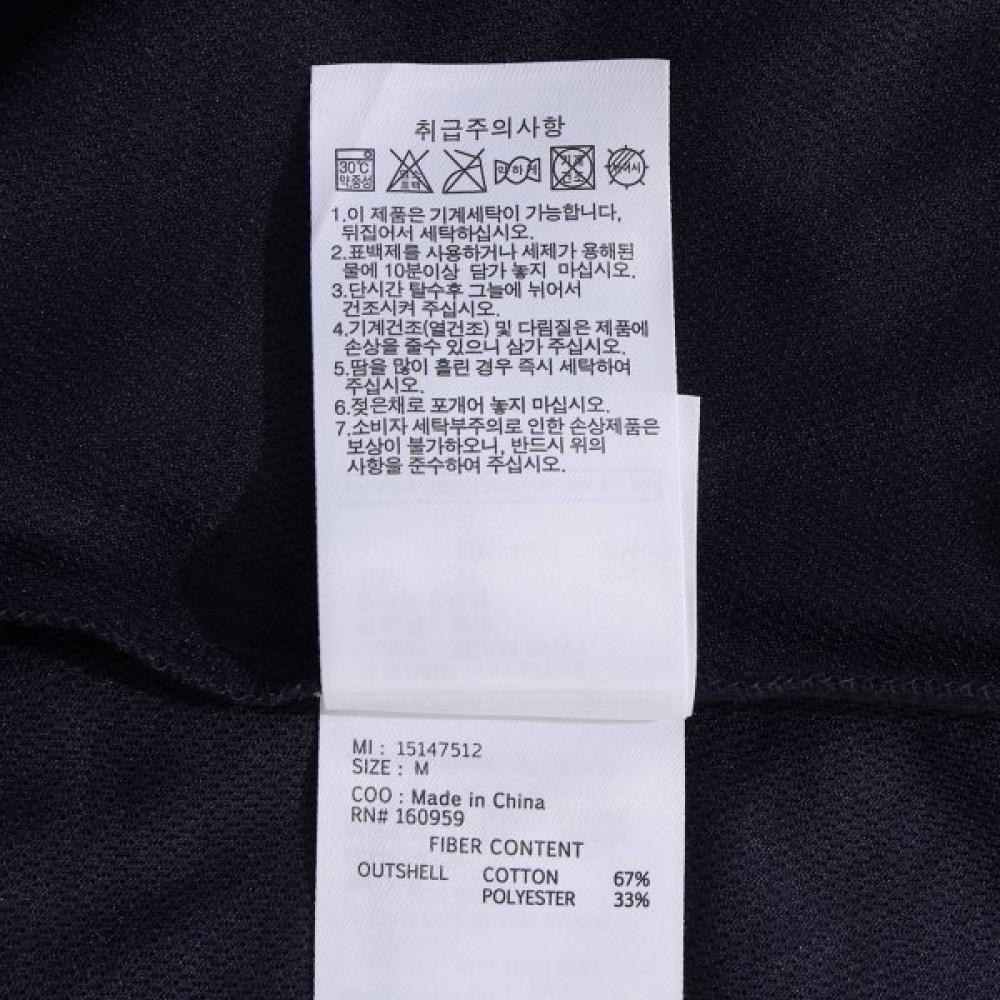 취급주의사항
30℃
약중성
약하게
1.이 제품은 기계세탁이 가능합니다,
뒤집어서 세탁하십시오.
2.표백제를 사용하거나 세제가 용해된
물에 10분이상 담가 놓지 마십시오.
3.단시간 탈수후 그늘에 뉘어서
건조시켜 주십시오.
4.기계건조(열건조) 및 다림질은 제품에
손상을 줄수 있으니 삼가 주십시오.
5.땀을 많이 흘린 경우 즉시 세탁하여
주십시오.
6.젖은채로 포개어 놓지 마십시오.
7.소비자 세탁부주의로 인한 손상제품은
보상이 불가하오니, 반드시 위의
사항을 준수하여 주십시오.
MI : 15147512
SIZE : M
COO : Made in China
RN# 160959
FIBER CONTENT
OUTSHELL COTTON 67%
POLYESTER 33%